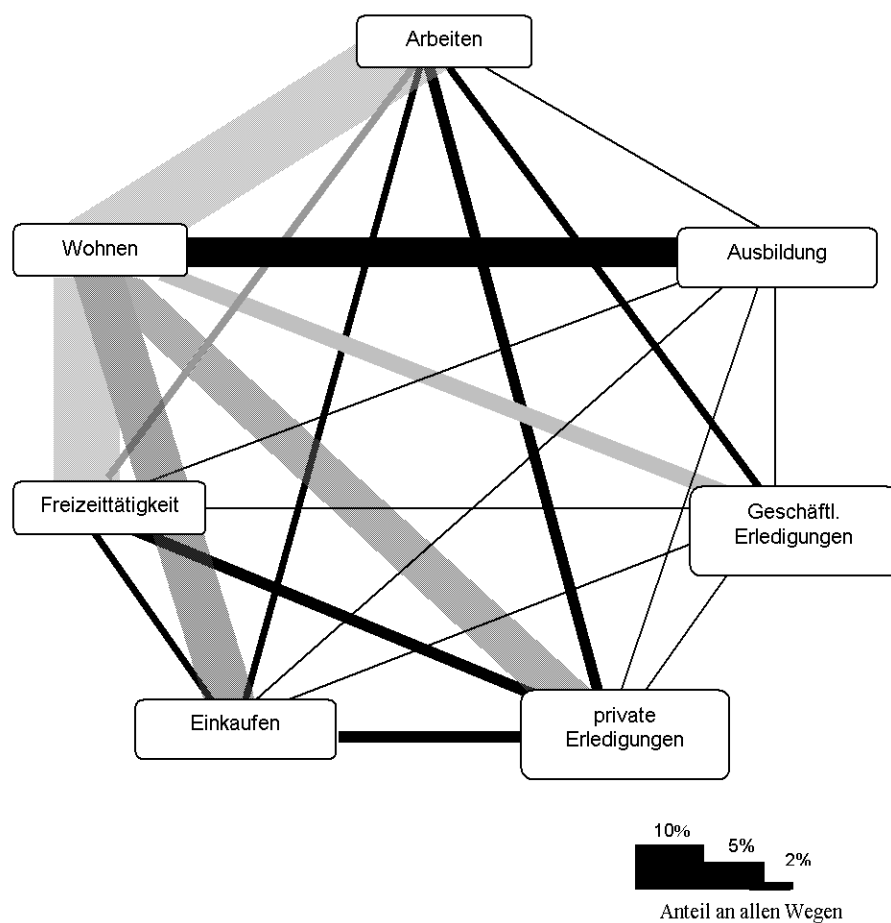 Arbeiten
Wohnen
Ausbildung
Freizeittätigkeit
Geschäftl.
Erledigungen
Einkaufen
private
Erledigungen
10%
5%
2%
Anteil an allen Wegen